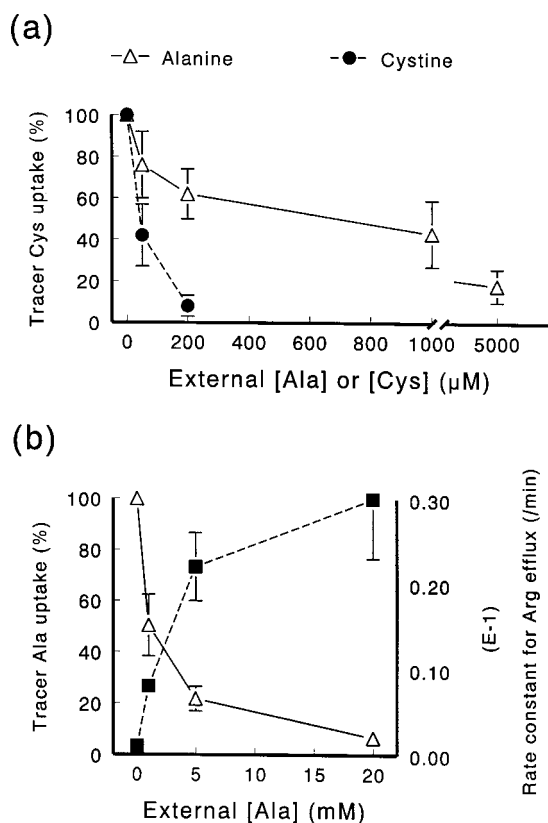 (a)
Alanine
Cystine
Tracer Cys uptake (%)
100
80
60
40
20
0
0 200 400 600 800 1000 5000
External [Ala] or [Cys] (μM)
(b)
Tracer Ala uptake (%)
100
80
60
40
20
0
0 5 10 15 20
External [Ala] (mM)
0.30
0.20
0.10
0.00
(E-1)
Rate constant for Arg efflux (/min)